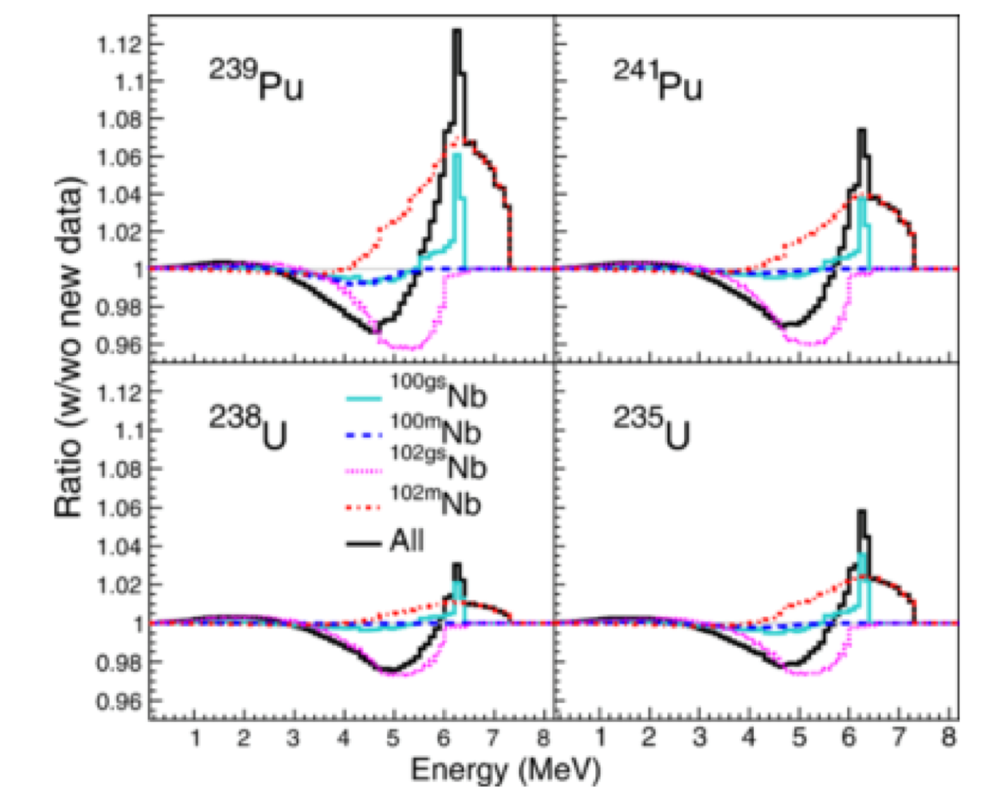 Ratio (w/wo new data)
1.12
1.1
1.08
1.06
1.04
1.02
1
0.98
0.96
239Pu
241Pu
1.12
1.1
1.08
1.06
1.04
1.02
1
0.98
0.96
238U
100gsNb
100mNb
102gsNb
102mNb
All
235U
1 2 3 4 5 6 7 8 1 2 3 4 5 6 7 8
Energy (MeV)